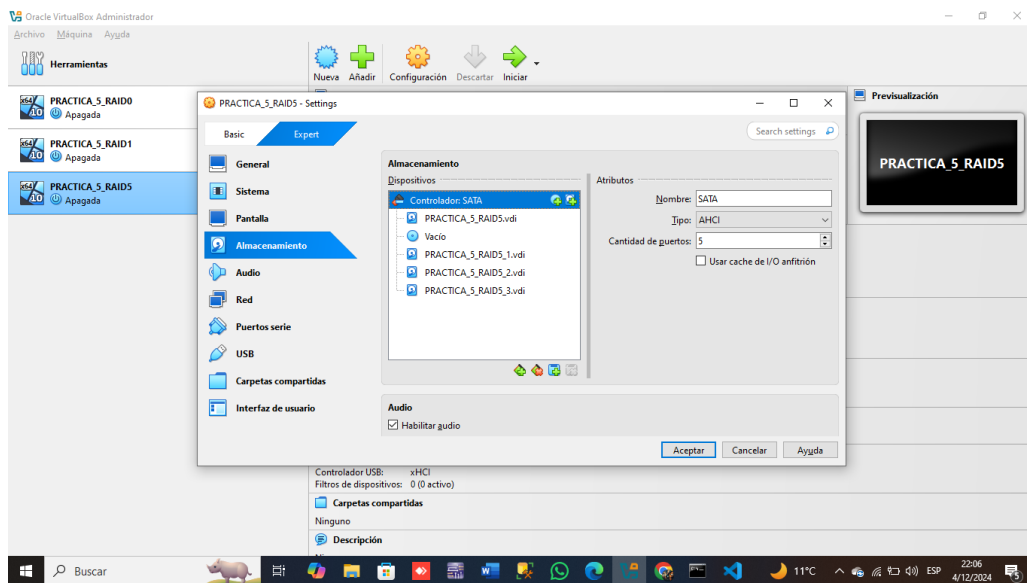 Oracle VirtualBox Administrador
Archivo Máquina Ayuda
Herramientas
Nueva Añadir Configuración Descartar Iniciar
PRACTICA_5_RAID0
Apagada
PRACTICA_5_RAID1
Apagada
PRACTICA_5_RAID5
Apagada
Previsualización
PRACTICA_5_RAID5
PRACTICA_5_RAID5 - Settings
Basic Expert
Search settings
General
Sistema
Pantalla
Almacenamiento
Audio
Red
Puertos serie
USB
Carpetas compartidas
Interfaz de usuario
Almacenamiento
Dispositivos
Controlador: SATA
PRACTICA_5_RAID5.vdi
Vacío
PRACTICA_5_RAID5_1.vdi
PRACTICA_5_RAID5_2.vdi
PRACTICA_5_RAID5_3.vdi
Atributos
Nombre: SATA
Tipo: AHCI
Cantidad de puertos: 5
Usar cache de I/O anfitrión
Audio
Habilitar audio
Aceptar Cancelar Ayuda
Controlador USB: xHCI
Filtros de dispositivos: 0 (0 activo)
Carpetas compartidas
Ninguno
Descripción
Buscar
11°C
ESP
22:06
4/12/2024